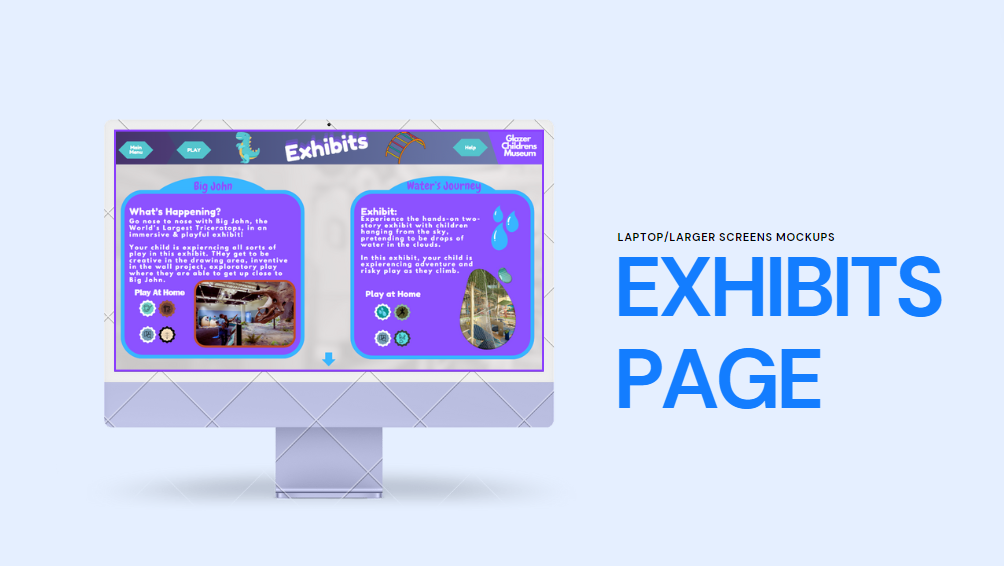 Main
Menu
PLAY
Exhibits
Help
Glazer
Childrens
Museum
Big John
What's Happening?
Go nose to nose with Big John, the
World's Largest Triceratops, in an
immersive & playful exhibit!
Your child is expierncing all sorts of
play in this exhibit. THey get to be
creative in the drawing area, inventive
in the wall project, exploratory play
where they are able to get up close to
Big John.
Play At Home
Water's Journey
Exhibit:
Experience the hands-on two-
story exhibit with children
hanging from the sky,
pretending to be drops of
water in the clouds.
In this exhibit, your child is
expierencing adventure and
risky play as they climb.
Play at Home
LAPTOP/LARGER SCREENS MOCKUPS
EXHIBITS
PAGE